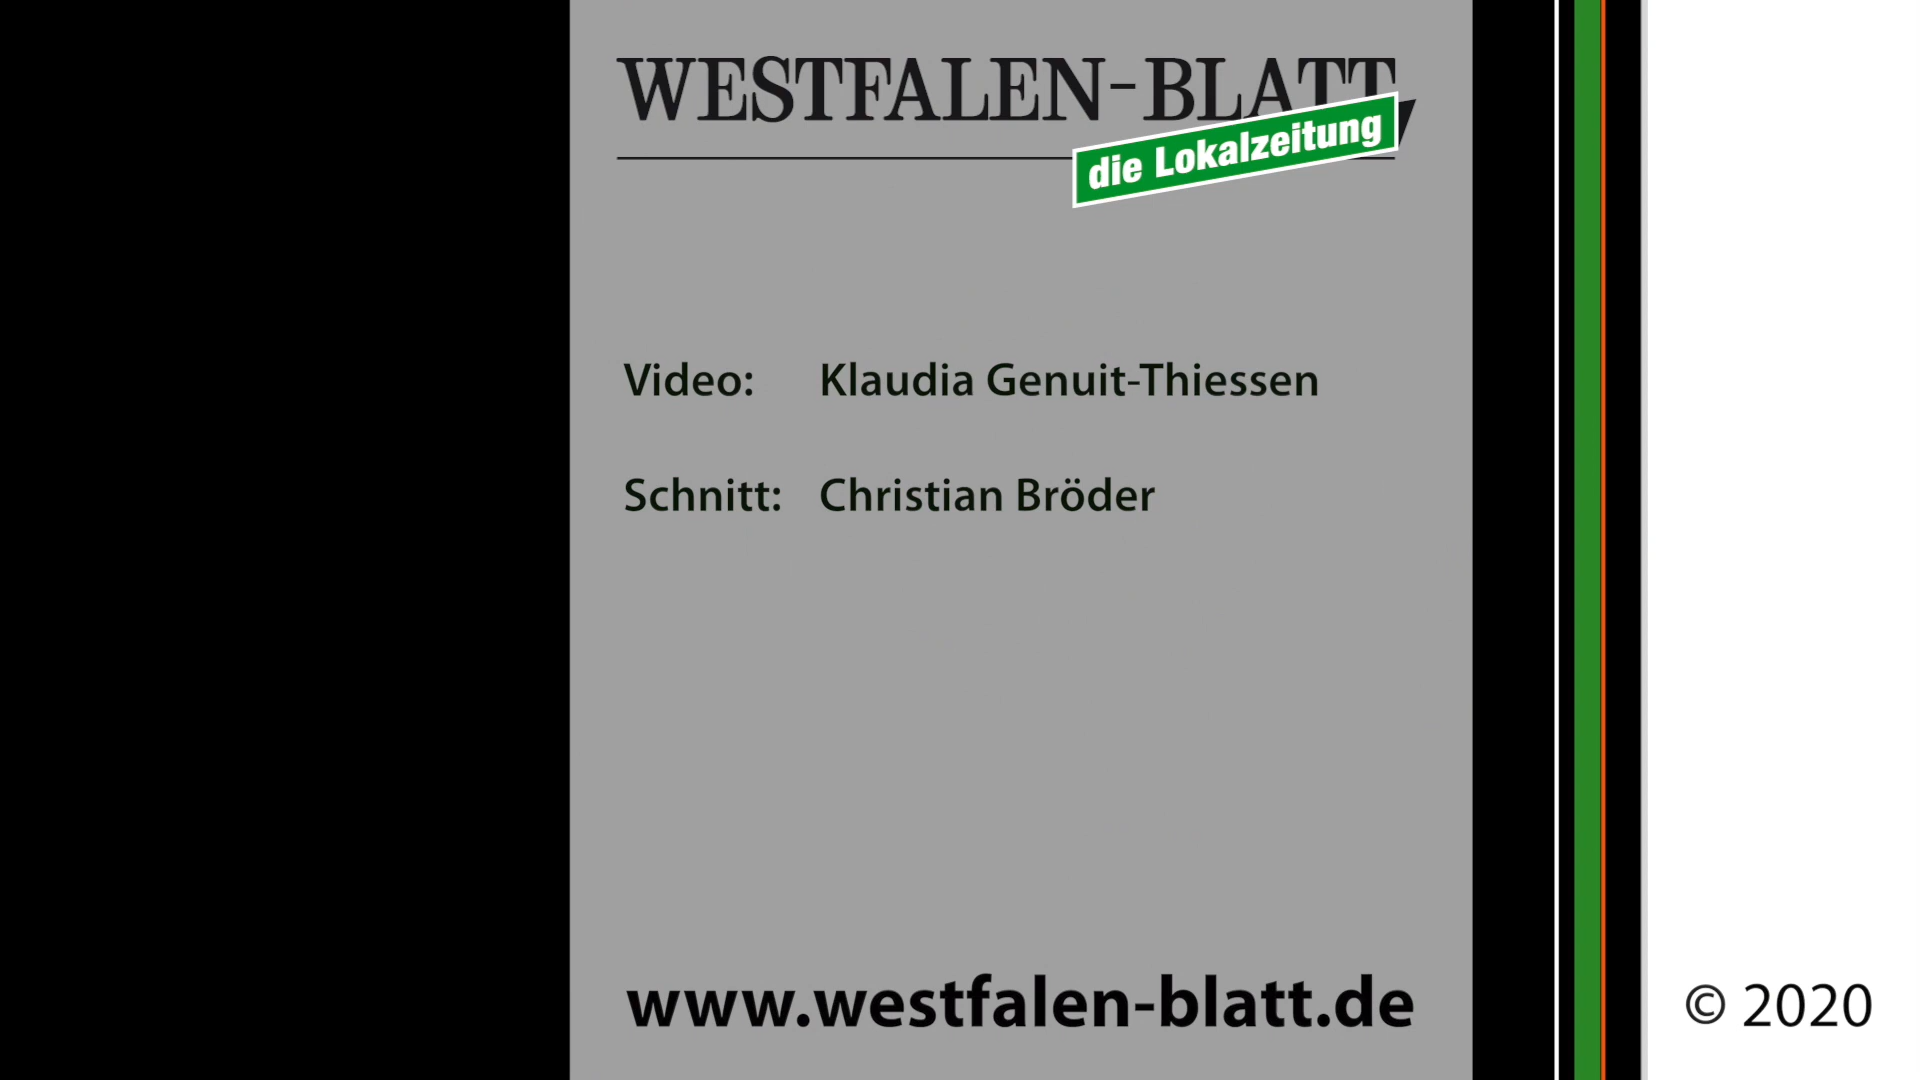 WESTFALEN-BLATT
die Lokalzeitung
Video: Klaudia Genuit-Thiessen
Schnitt: Christian Bröder
www.westfalen-blatt.de
© 2020